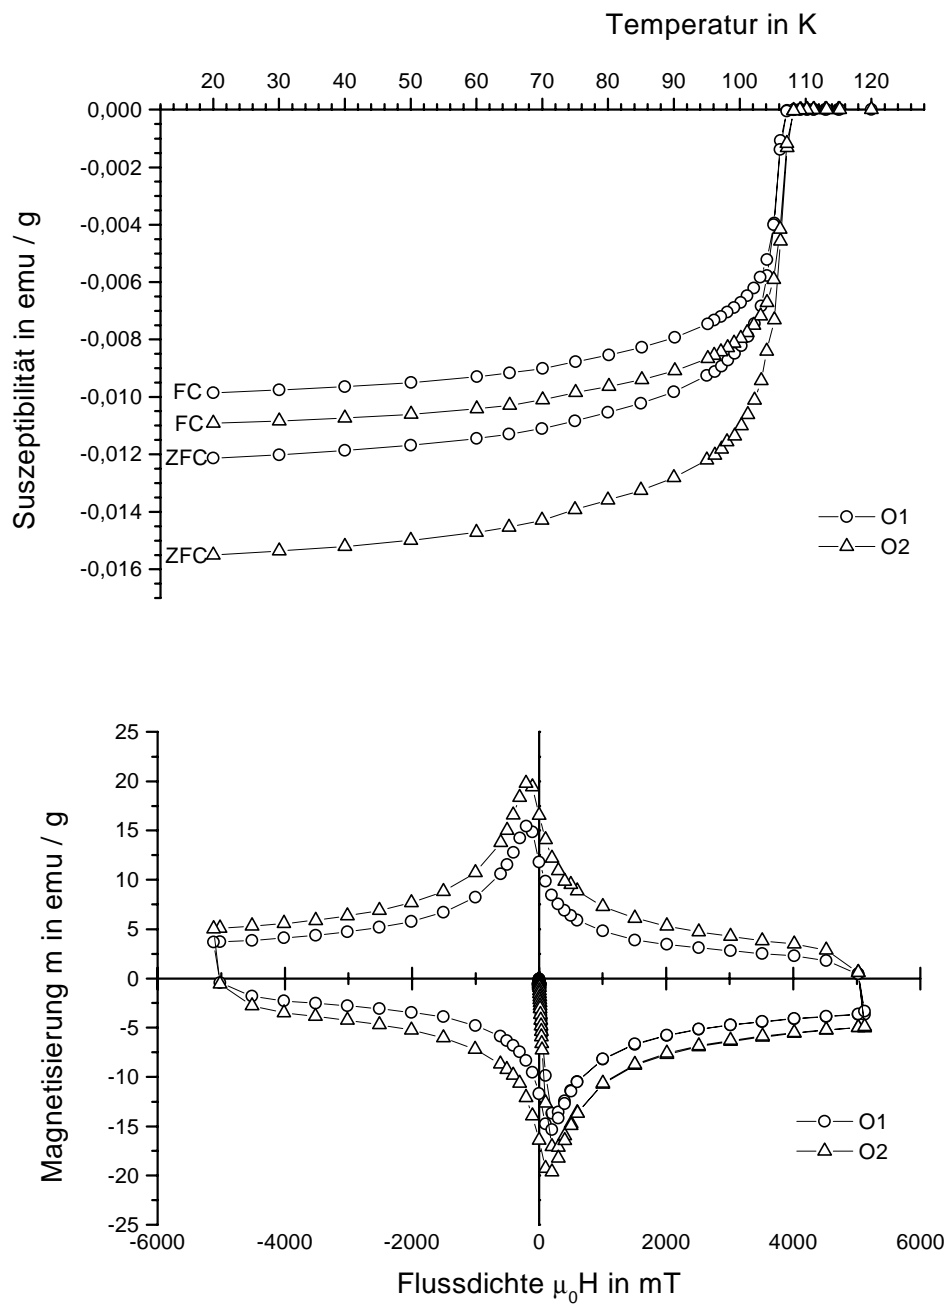 Temperatur in K
20 30 40 50 60 70 80 90 100 110 120
0,000
-0,002
-0,004
-0,006
-0,008
-0,010
-0,012
-0,014
-0,016
Suszeptibilität in emu / g
FC
FC
ZFC
ZFC
O1
O2
25
20
15
10
5
0
-5
-10
-15
-20
-25
Magnetisierung m in emu / g
O1
O2
-6000 -4000 -2000 0 2000 4000 6000
Flussdichte μ₀H in mT